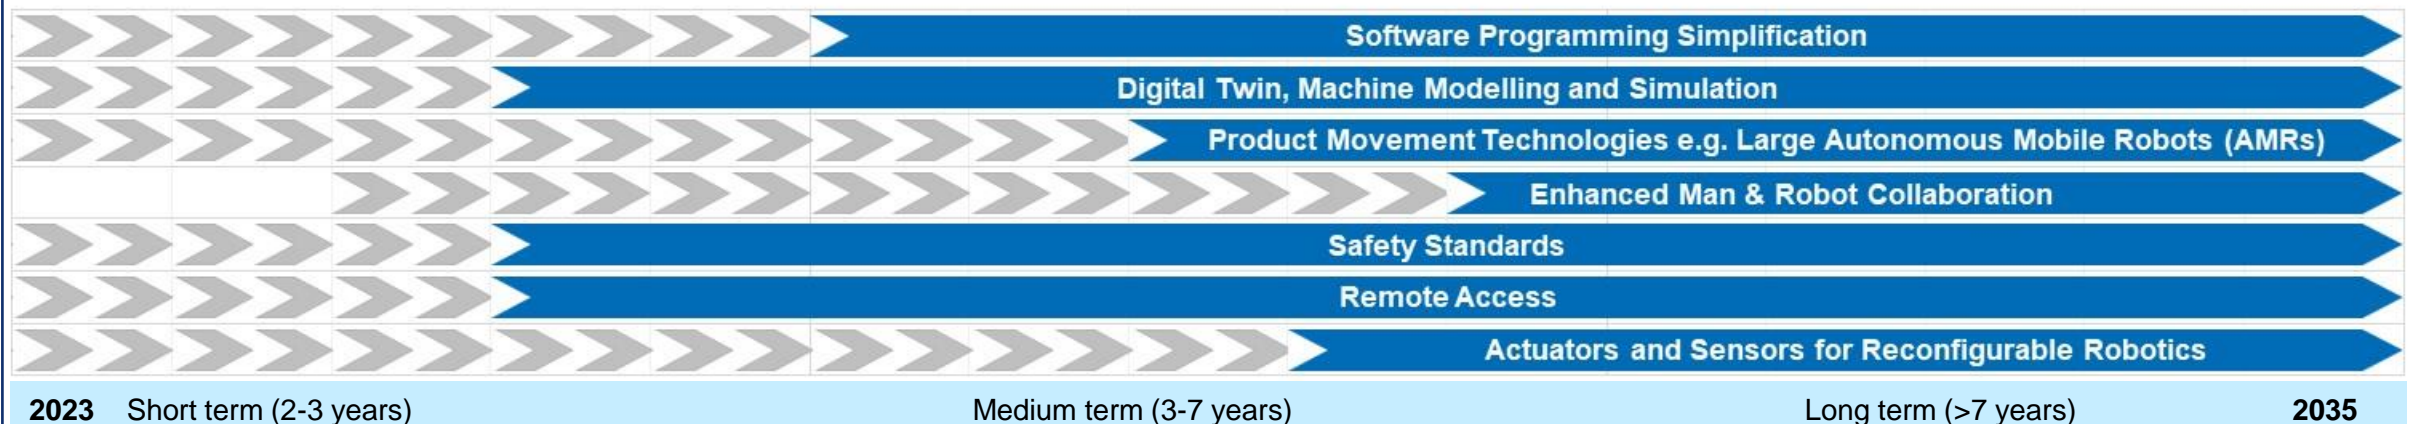 Software Programming Simplification
Digital Twin, Machine Modelling and Simulation
Product Movement Technologies e.g. Large Autonomous Mobile Robots (AMRs)
Enhanced Man & Robot Collaboration
Safety Standards
Remote Access
Actuators and Sensors for Reconfigurable Robotics
2023 Short term (2-3 years) Medium term (3-7 years) Long term (>7 years) 2035